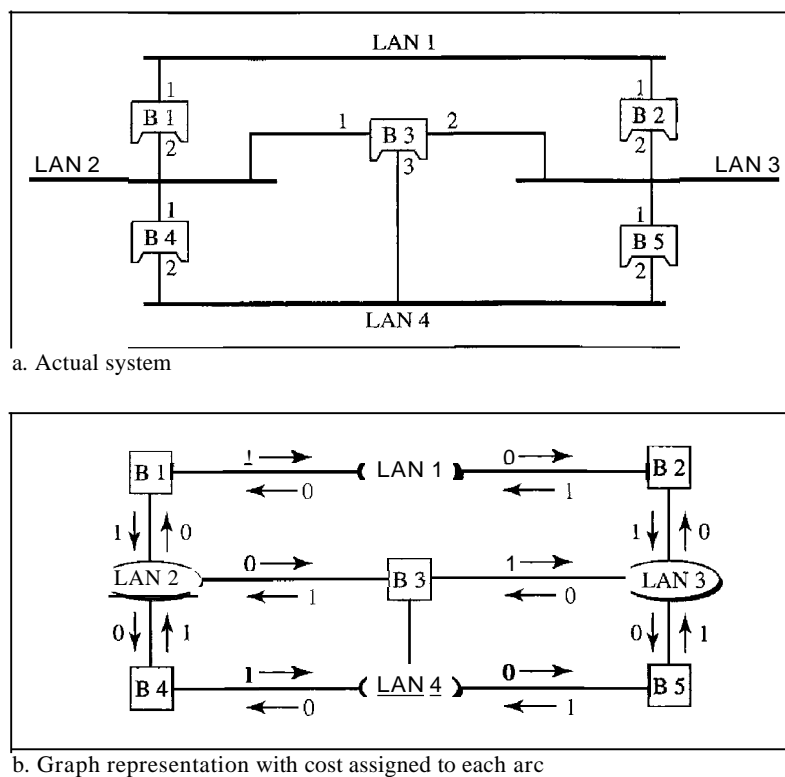 LAN 1
1 1
B 1 B 2
2 1 B 3 2 2
LAN 2 3 LAN 3
1 1
B 4 B 5
2 2
LAN 4
a. Actual system
B 1 1 LAN 1 0 B 2
0 1
1 0 1 0
LAN 2 0 B 3 1 LAN 3
1 0
0 1 0 1
B 4 1 LAN 4 0 B 5
0 1
b. Graph representation with cost assigned to each arc